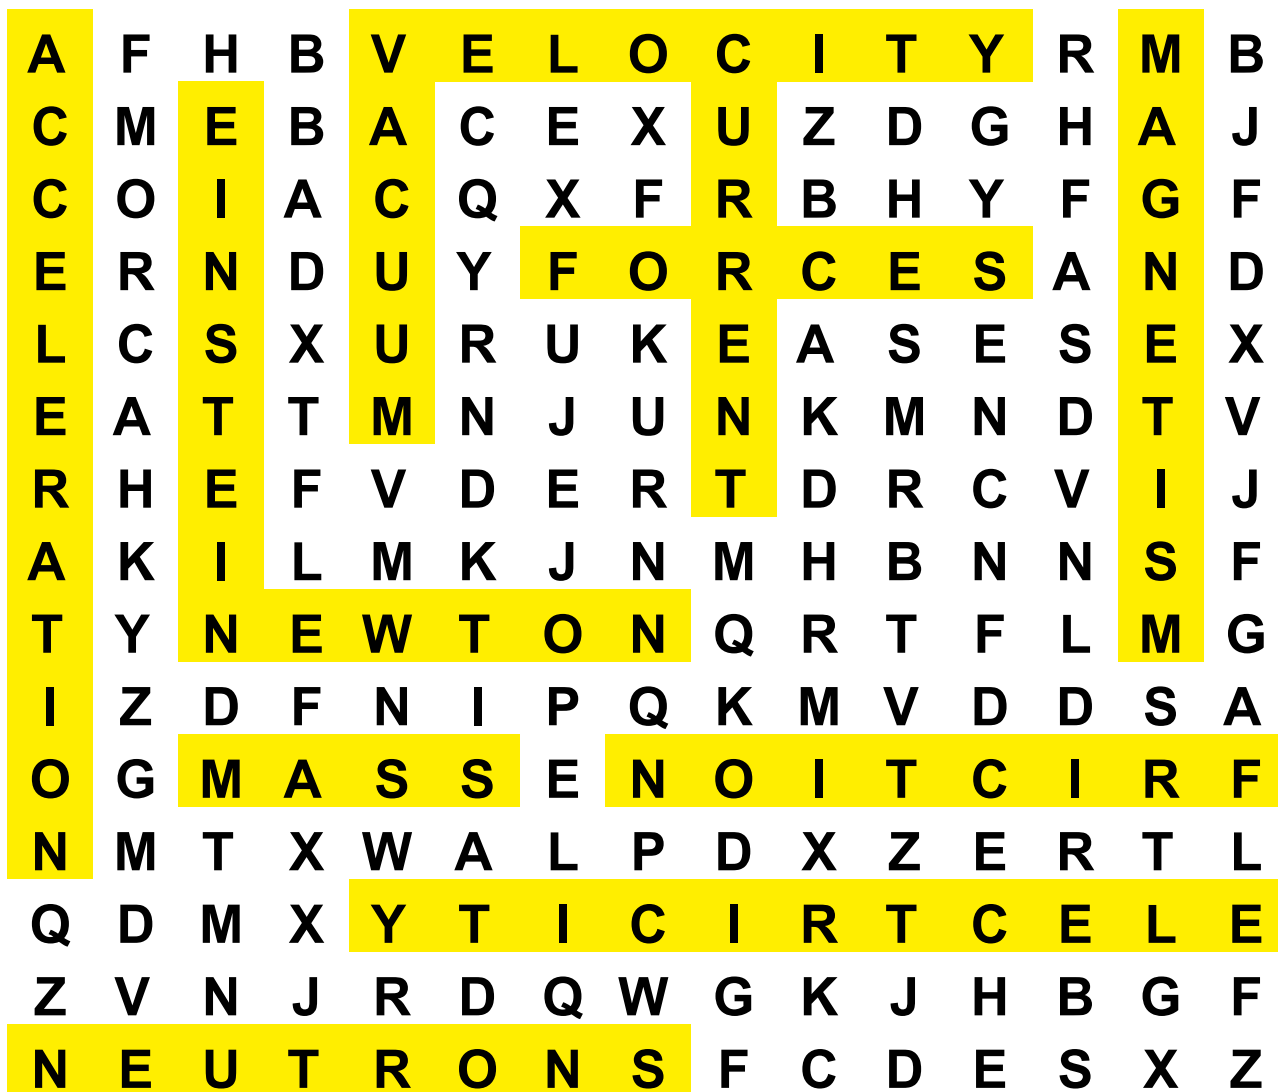 A F H B V E L O C I T Y R M B
C M E B A C E X U Z D G H A J
C O I A C Q X F R B H Y F G F
E R N D U Y F O R C E S A N D
L C S X U R U K E A S E S E X
E A T T M N J U N K M N D T V
R H E F V D E R T D R C V I J
A K I L M K J N M H B N N S F
T Y N E W T O N Q R T F L M G
I Z D F N I P Q K M V D D S A
O G M A S S E N O I T C I R F
N M T X W A L P D X Z E R T L
Q D M X Y T I C I R T C E L E
Z V N J R D Q W G K J H B G F
N E U T R O N S F C D E S X Z